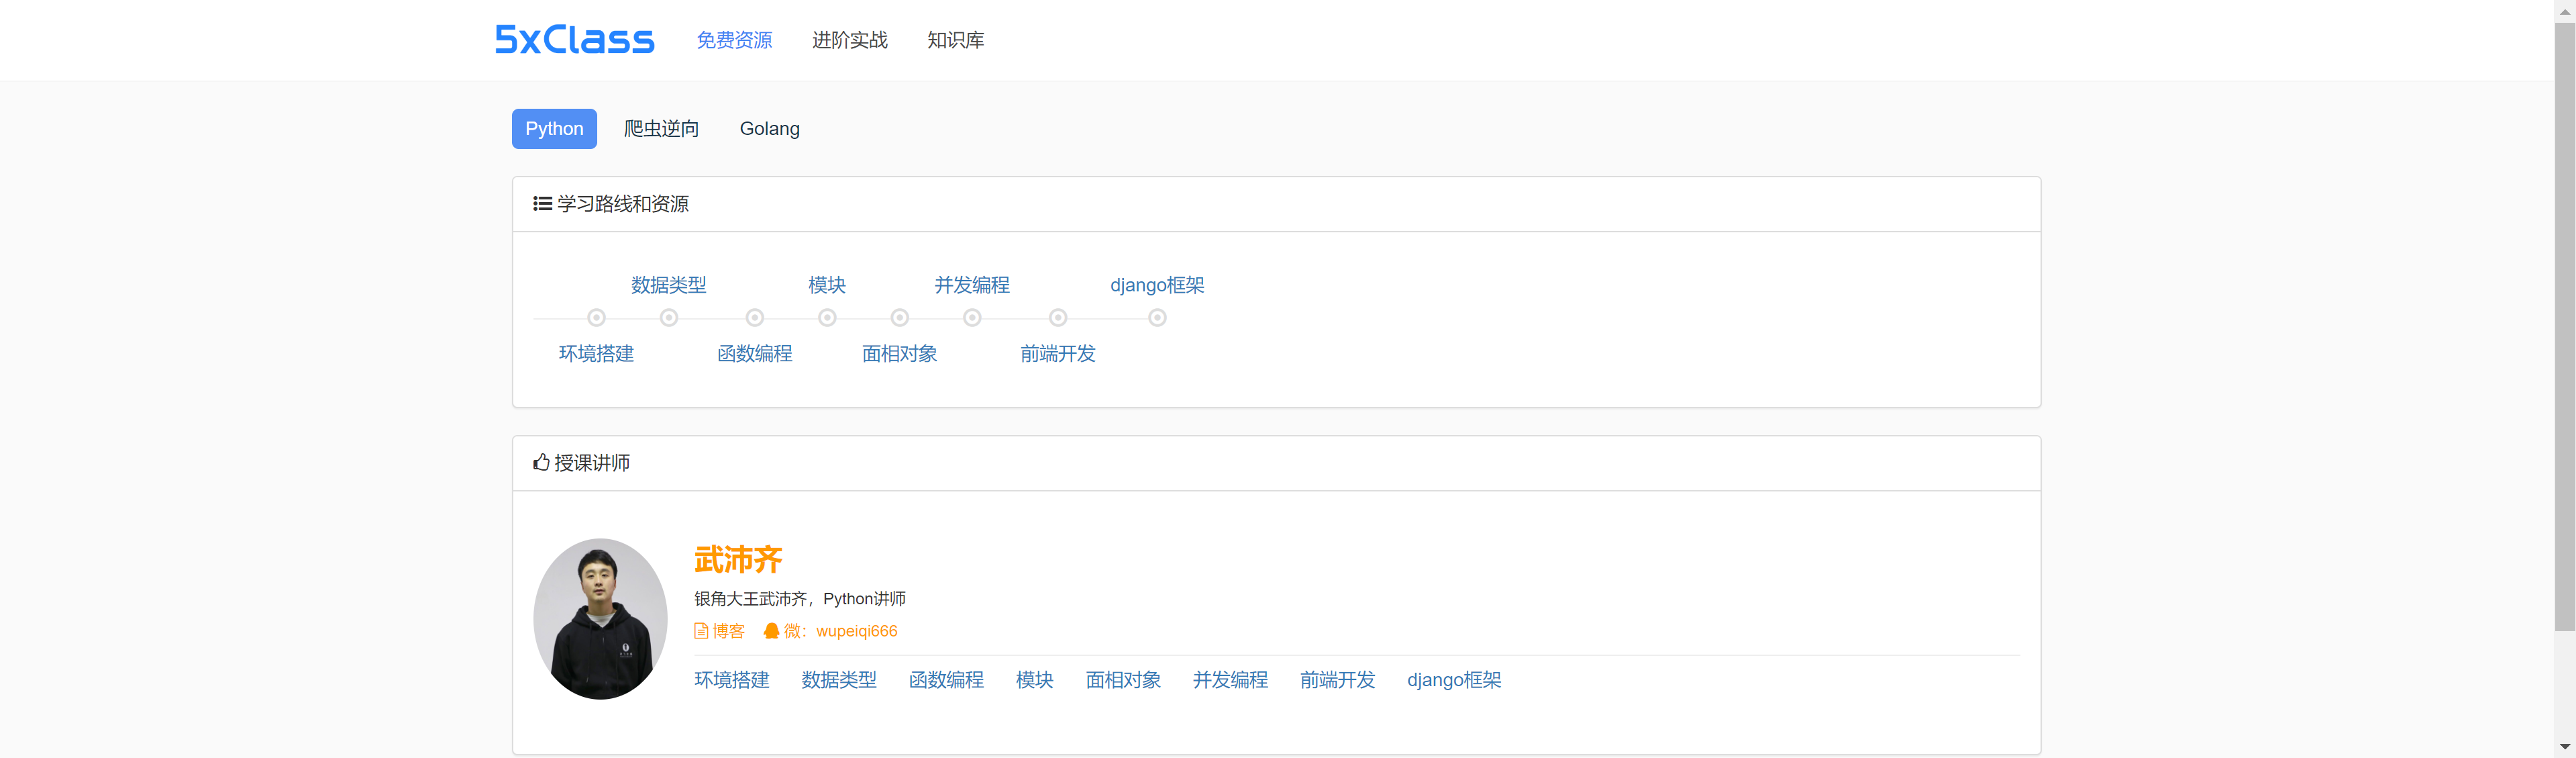 5xClass 免费资源 进阶实战 知识库
Python 爬虫逆向 Golang
学习路线和资源
数据类型 模块 并发编程 django框架
环境搭建 函数编程 面相对象 前端开发
授课讲师
武沛齐
银角大王武沛齐，Python讲师
博客 微：wupeiqi666
环境搭建 数据类型 函数编程 模块 面相对象 并发编程 前端开发 django框架